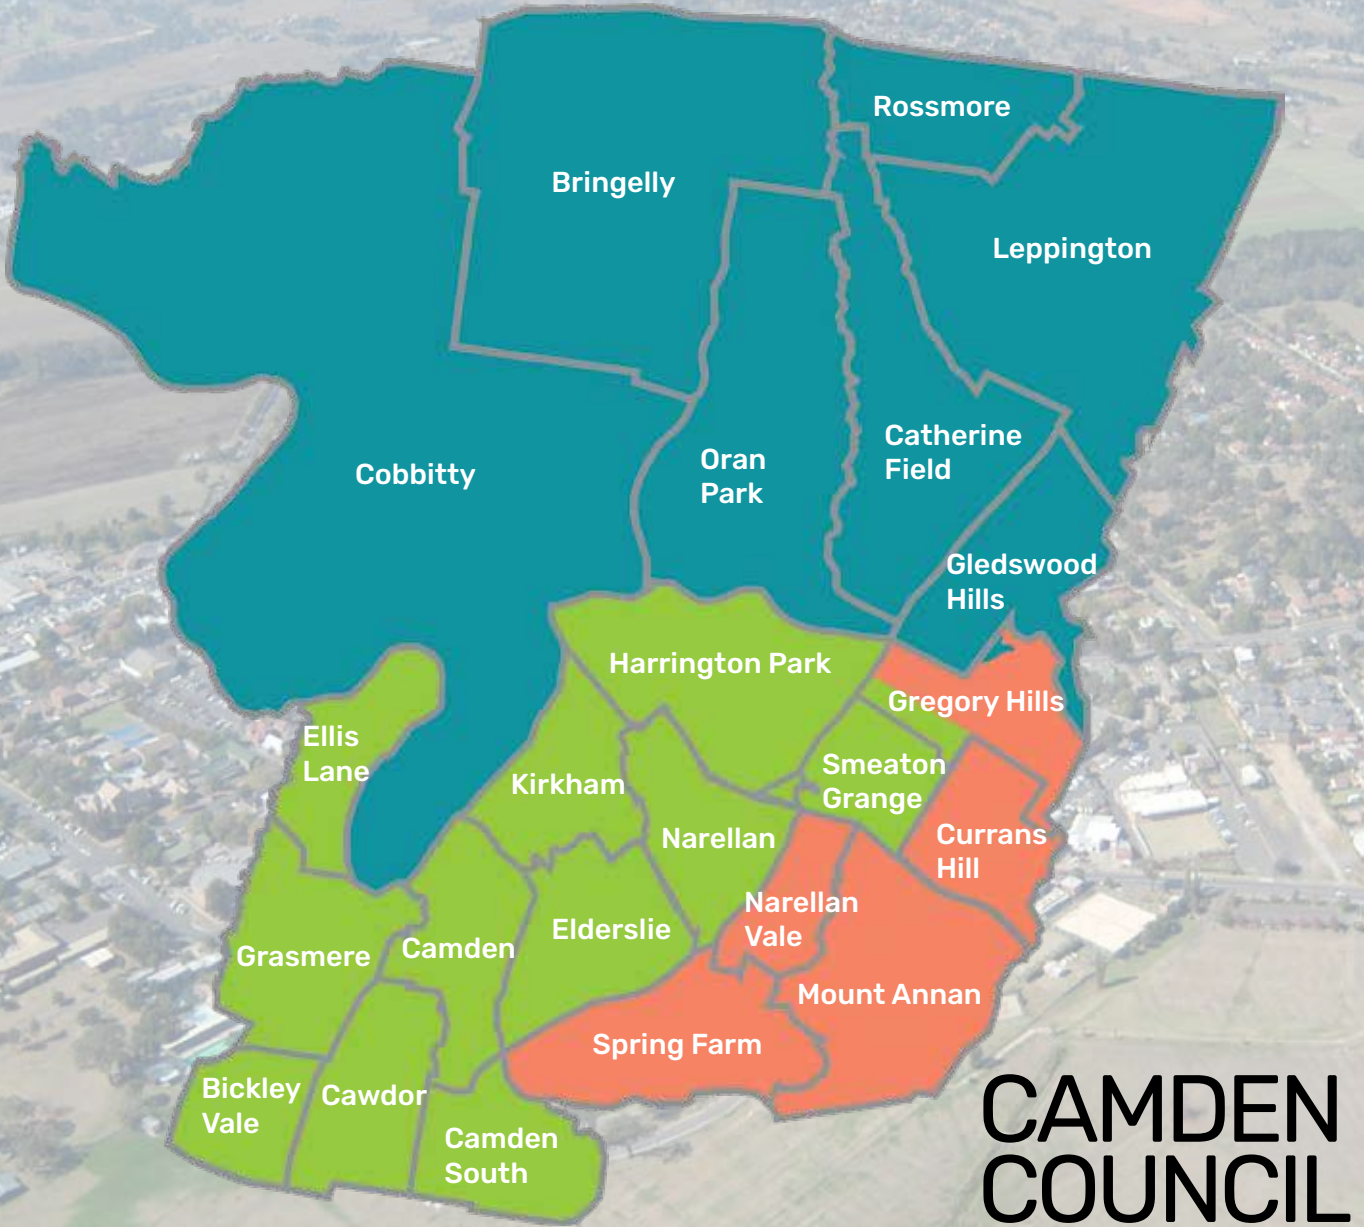 Rossmore
Bringelly
Leppington
Catherine
Field
Oran
Park
Cobbitty
Gledswood
Hills
Harrington Park
Gregory Hills
Ellis
Lane
Smeaton
Grange
Kirkham
Narellan
Currans
Hill
Narellan
Vale
Elderslie
Camden
Grasmere
Mount Annan
Spring Farm
Bickley
Vale
Cawdor
Camden
South
CAMDEN
COUNCIL